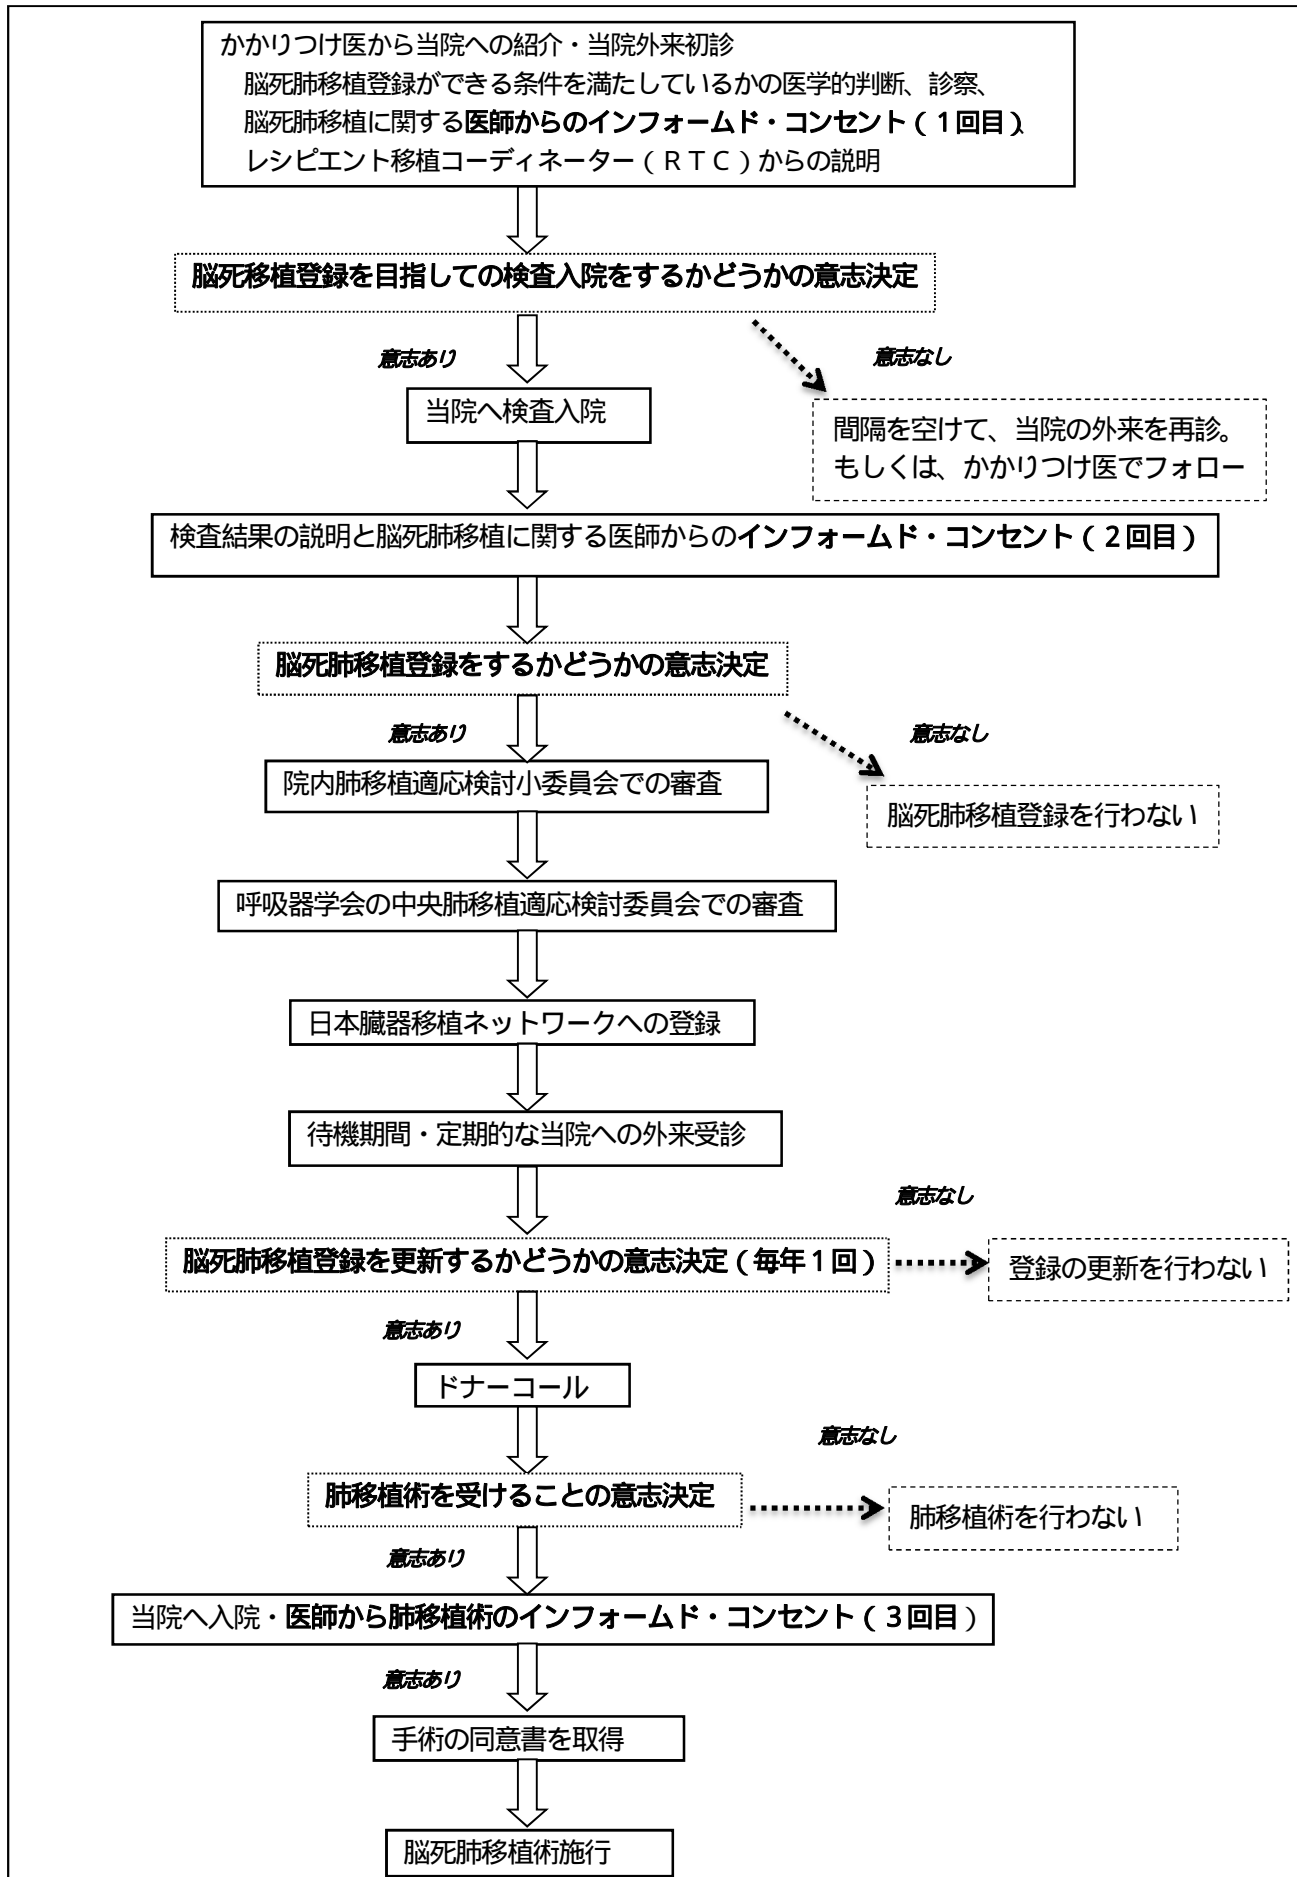 かかりつけ医から当院への紹介・当院外来初診
脳死肺移植登録ができる条件を満たしているかの医学的判断、診察、
脳死肺移植に関する医師からのインフォームド・コンセント(1回目)、
レシピエント移植コーディネーター(RTC)からの説明
脳死移植登録を目指しての検査入院をするかどうかの意志決定
意志あり
意志なし
当院へ検査入院
間隔を空けて、当院の外来を再診。
もしくは、かかりつけ医でフォロー
検査結果の説明と脳死肺移植に関する医師からのインフォームド・コンセント(2回目)
脳死肺移植登録をするかどうかの意志決定
意志あり
意志なし
院内肺移植適応検討小委員会での審査
脳死肺移植登録を行わない
呼吸器学会の中央肺移植適応検討委員会での審査
日本臓器移植ネットワークへの登録
待機期間・定期的な当院への外来受診
意志なし
脳死肺移植登録を更新するかどうかの意志決定(毎年1回)
登録の更新を行わない
意志あり
ドナーコール
意志なし
肺移植術を受けることの意志決定
肺移植術を行わない
意志あり
当院へ入院・医師から肺移植術のインフォームド・コンセント(3回目)
意志あり
手術の同意書を取得
脳死肺移植術施行